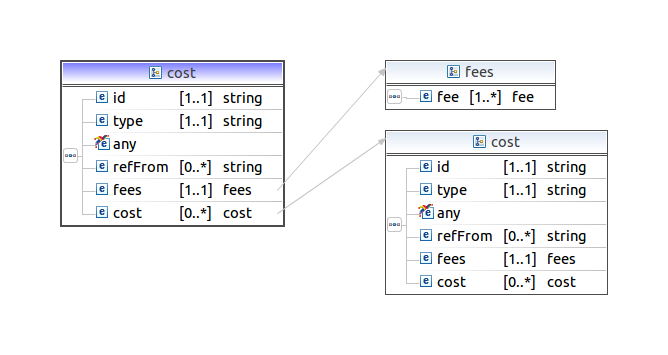 cost
id [1..1] string
type [1..1] string
any
refFrom [0..*] string
fees [1..1] fees
cost [0..*] cost
fees
fee [1..*] fee
cost
id [1..1] string
type [1..1] string
any
refFrom [0..*] string
fees [1..1] fees
cost [0..*] cost